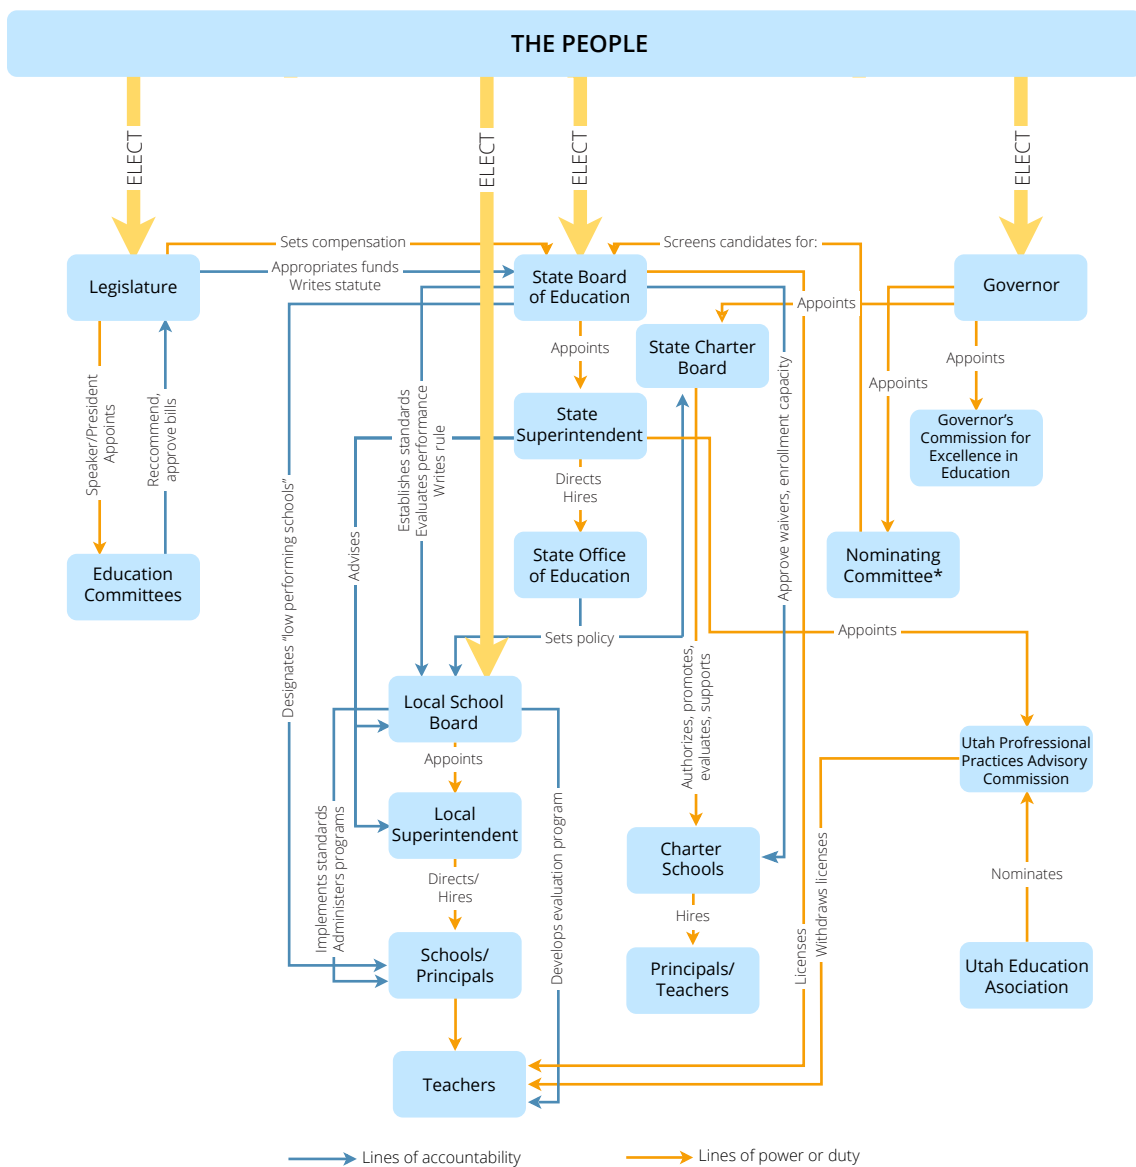 THE PEOPLE
ELECT
ELECT
ELECT
ELECT
Sets compensation
Screens candidates for:
Appropriates funds
Writes statute
Legislature
State Board
of Education
Governor
Appoints
State Charter
Board
Appoints
Appoints
Appoints
Speaker/President
Appoints
Reccommend,
approve bills
Establishes standards
Evaluates performance
Writes rule
Approve waivers, enrollment capacity
State
Superintendent
Governor's
Commission for
Excellence in
Education
Directs
Hires
Designates “low performing schools”
Advises
State Office
of Education
Nominating
Committee*
Education
Committees
Sets policy
Appoints
Local School
Board
Authorizes, promotes,
evaluates, supports
Utah Profressional
Practices Advisory
Commission
Appoints
Local
Superintendent
Implements standards
Administers programs
Develops evaluation program
Charter
Schools
Withdraws licenses
Licenses
Nominates
Directs/
Hires
Hires
Schools/
Principals
Principals/
Teachers
Utah Education
Asociation
Teachers
Lines of accountability
Lines of power or duty